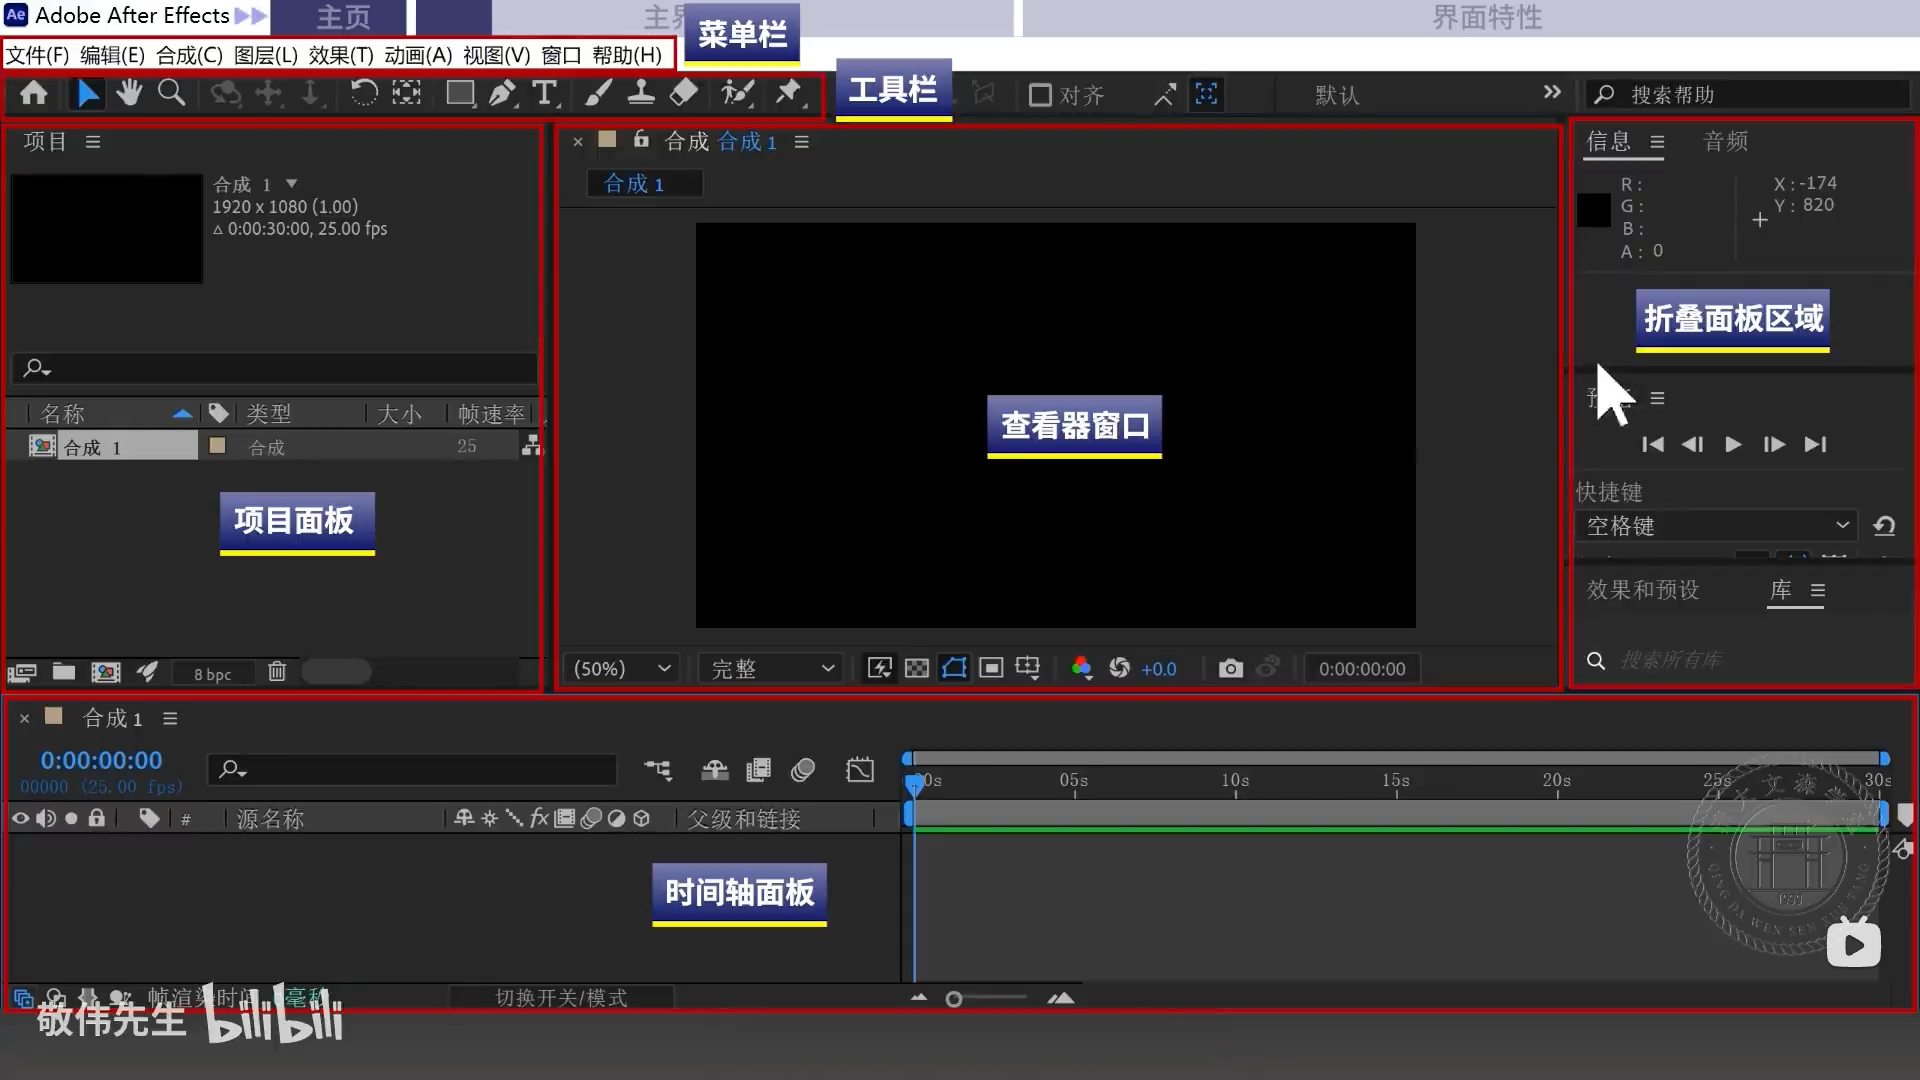 Adobe After Effects
主页
界面特性
菜单栏
文件(F) 编辑(E) 合成(C) 图层(L) 效果(T) 动画(A) 视图(V) 窗口 帮助(H)
工具栏
对齐
默认
搜索帮助
项目
合成 1
1920 x 1080 (1.00)
△ 0:00:30:00, 25.00 fps
名称 类型 大小 帧速率
合成 1 合成 25
项目面板
8 bpc
合成 合成 1
合成 1
查看器窗口
(50%) 完整 +0.0 0:00:00:00
信息 音频
R :
G :
B :
A : 0
X : -174
Y : 820
折叠面板区域
快捷键
空格键
效果和预设 库
搜索所有库
合成 1
0:00:00:00
00000 (25.00 fps)
05s 10s 15s 20s 25s 30s
# 源名称 fx 父级和链接
时间轴面板
帧渲染时间
切换开关/模式
敬伟先生 bilibili
QING DA WEN SEN XUE TANG
1999